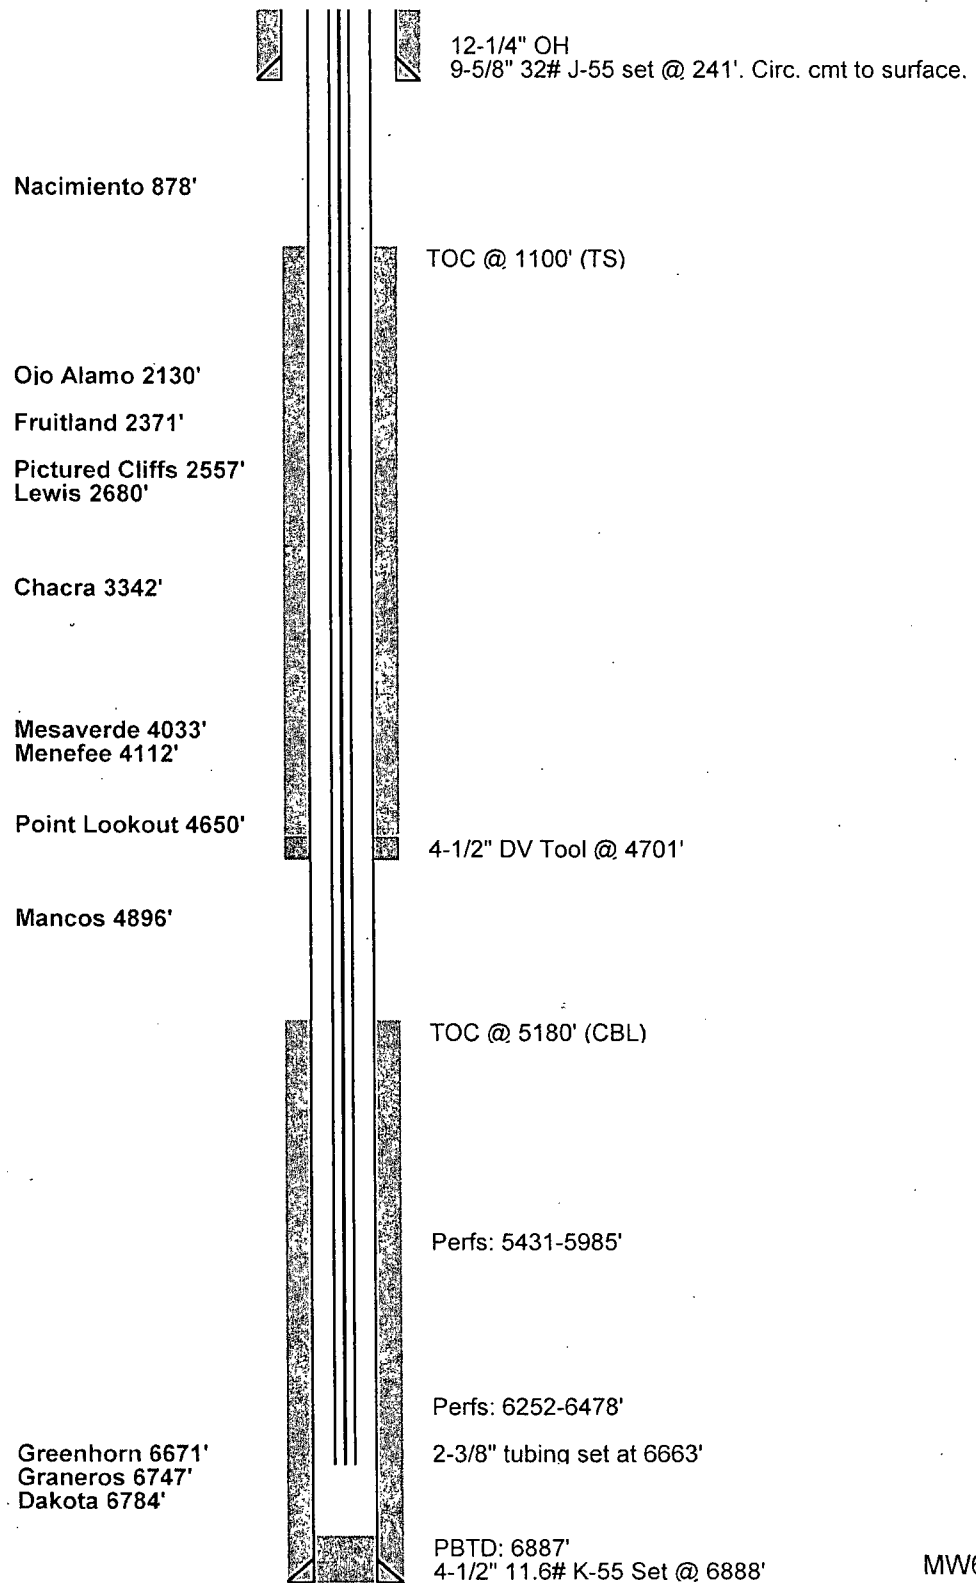 12-1/4" OH
9-5/8" 32# J-55 set @ 241'. Circ. cmt to surface.
Nacimiento 878'
TOC @ 1100' (TS)
Ojo Alamo 2130'
Fruitland 2371'
Pictured Cliffs 2557'
Lewis 2680'
Chacra 3342'
Mesaverde 4033'
Menefee 4112'
Point Lookout 4650'
4-1/2" DV Tool @ 4701'
Mancos 4896'
TOC @ 5180' (CBL)
Perfs: 5431-5985'
Perfs: 6252-6478'
Greenhorn 6671'
2-3/8" tubing set at 6663'
Graneros 6747'
Dakota 6784'
PBTD: 6887'
4-1/2" 11.6# K-55 Set @ 6888'